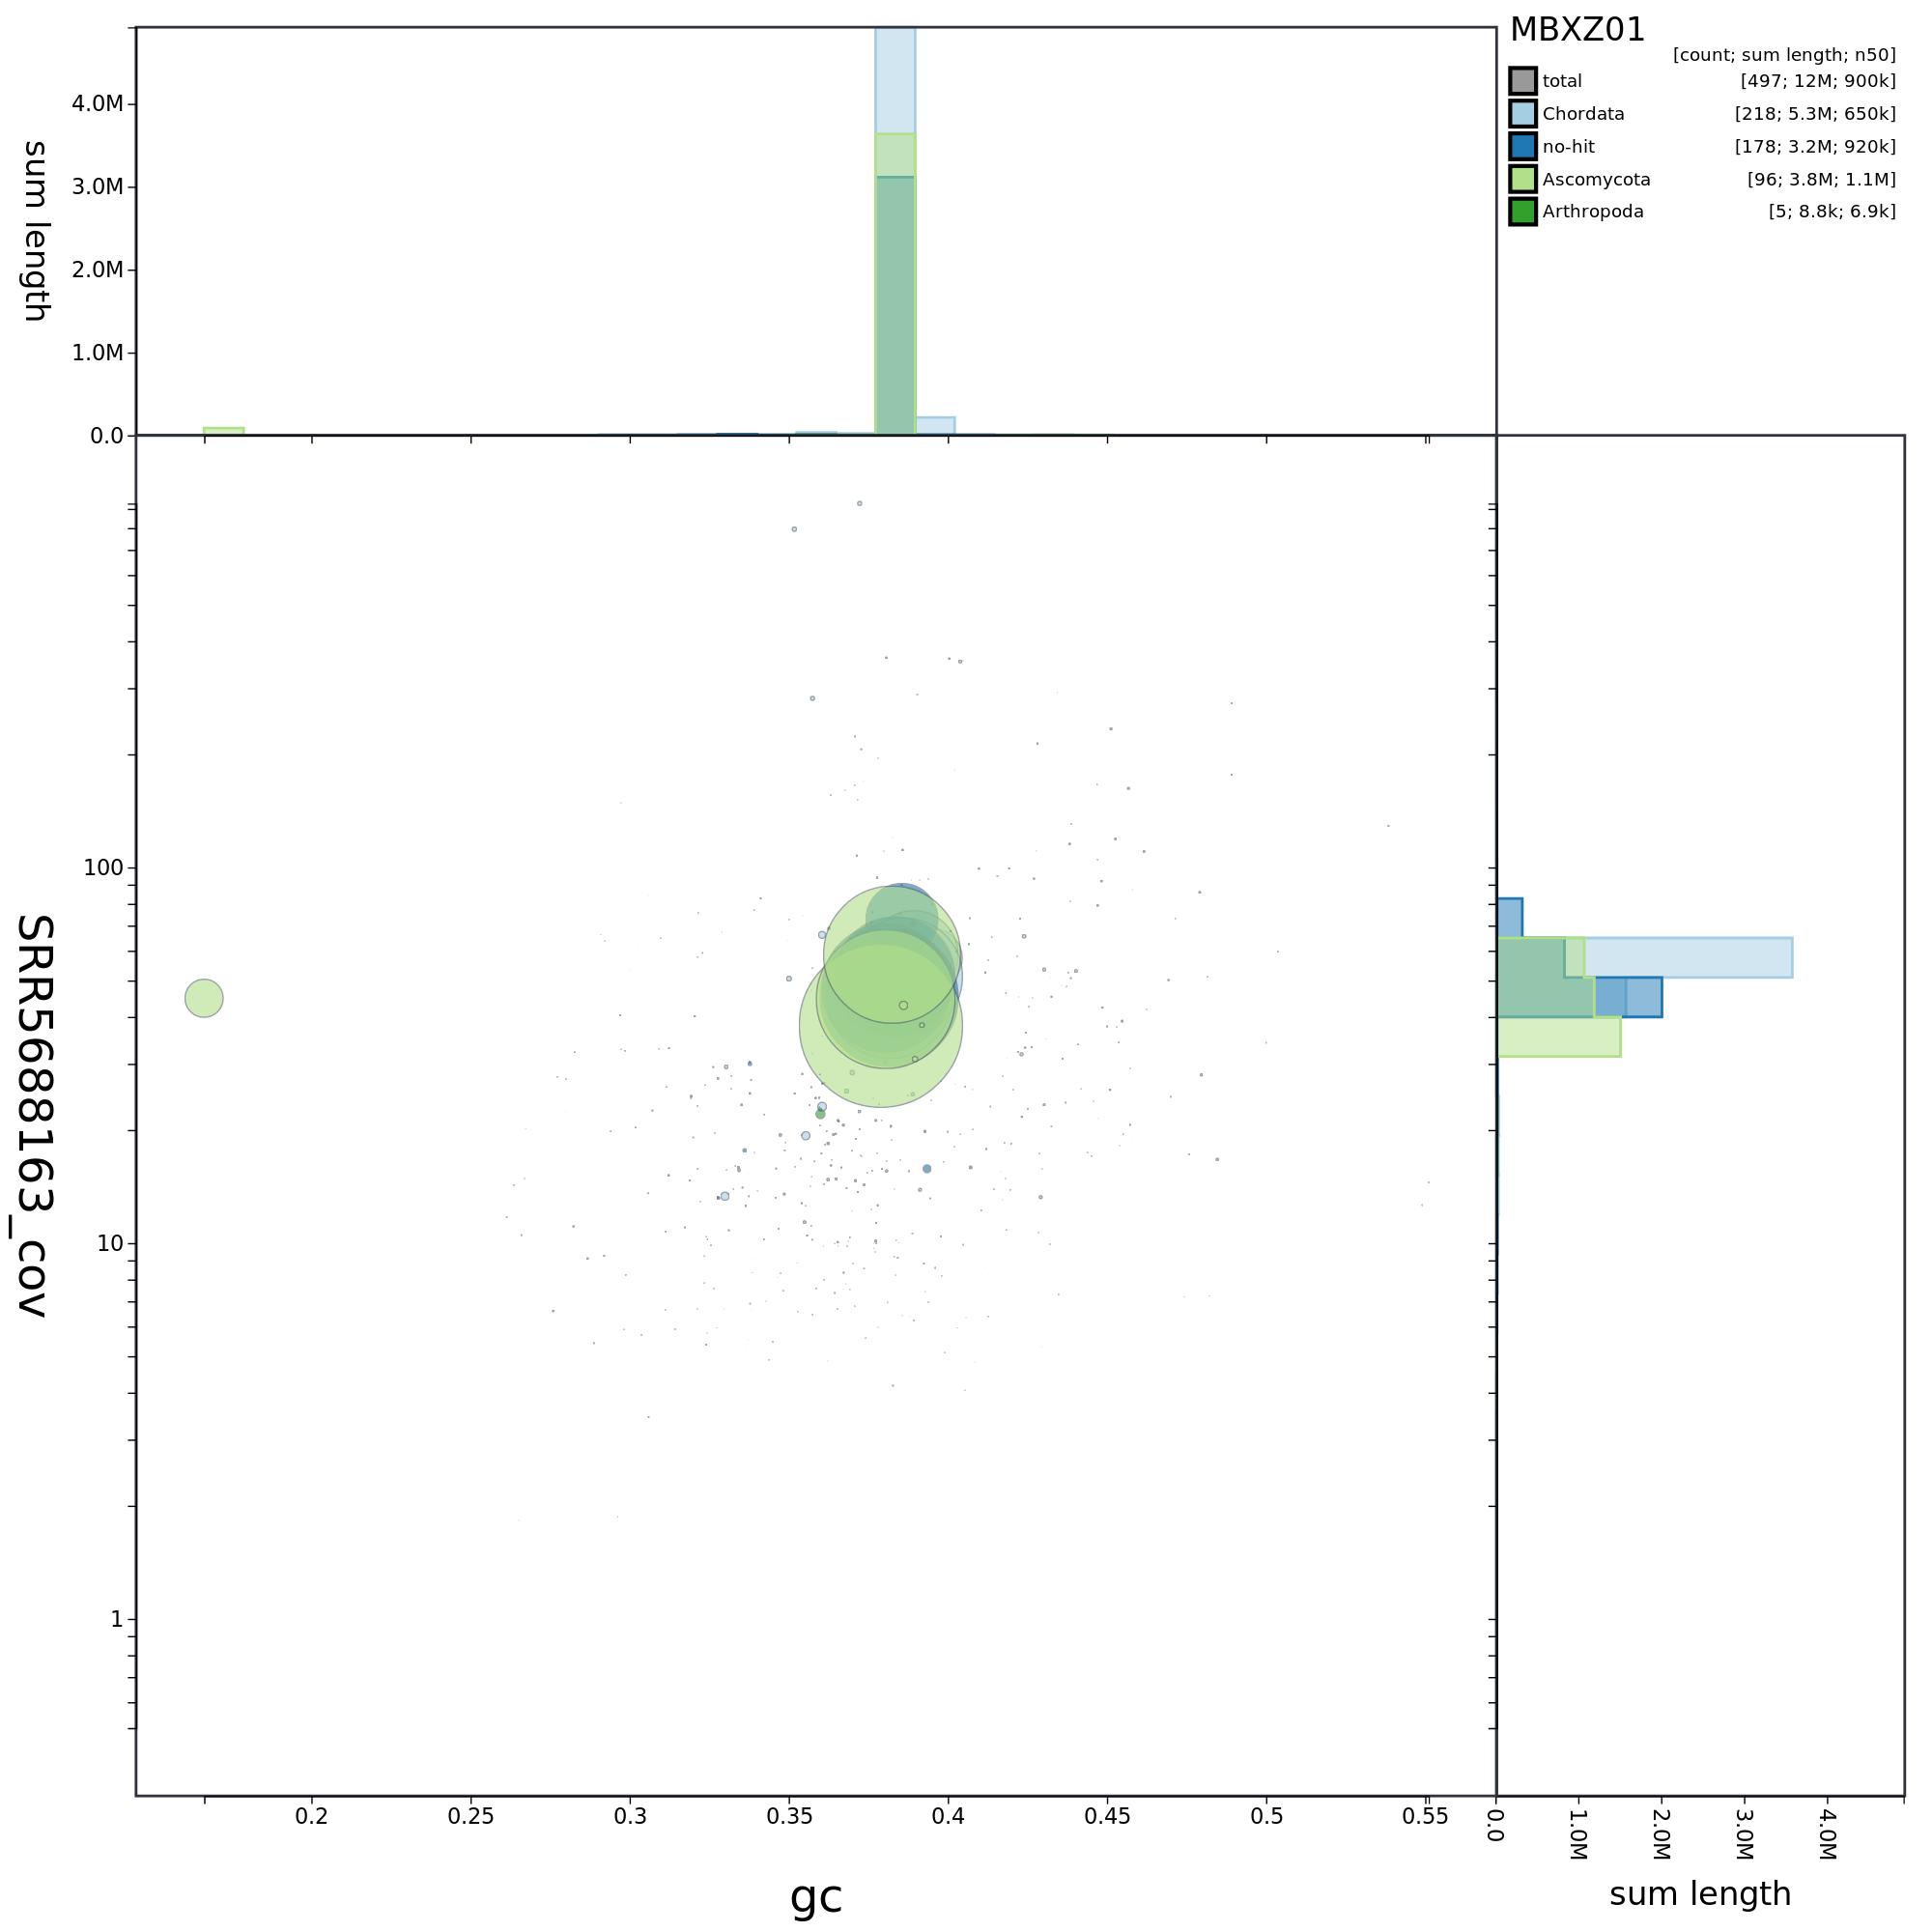 MBXZ01
[count; sum length; n50]
total [497; 12M; 900k]
Chordata [218; 5.3M; 650k]
no-hit [178; 3.2M; 920k]
Ascomycota [96; 3.8M; 1.1M]
Arthropoda [5; 8.8k; 6.9k]
sum length
4.0M
3.0M
2.0M
1.0M
0.0
SRR5688163_cov
100
10
1
0.2 0.25 0.3 0.35 0.4 0.45 0.5 0.55
gc
0.0 1.0M 2.0M 3.0M 4.0M
sum length